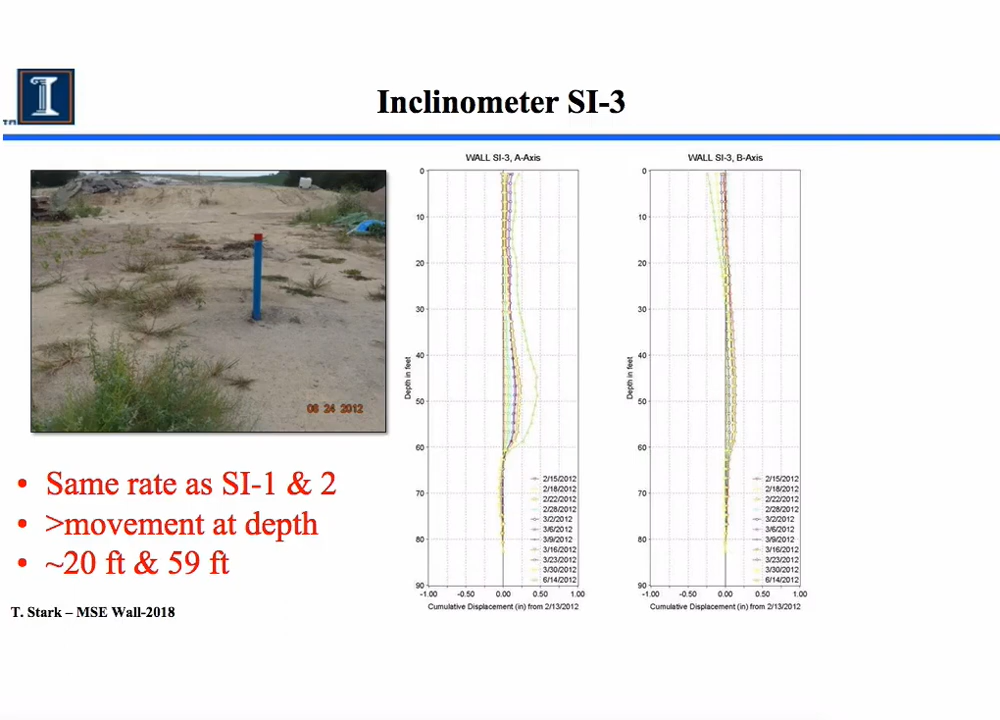 Inclinometer SI-3
I
TM
08 24 2012
• Same rate as SI-1 & 2
• >movement at depth
• ~20 ft & 59 ft
T. Stark – MSE Wall-2018
WALL SI-3, A-Axis
0
10
20
30
40
50
60
70
80
90
Depth in feet
2/15/2012
2/18/2012
2/22/2012
2/28/2012
3/2/2012
3/6/2012
3/9/2012
3/16/2012
3/23/2012
3/30/2012
6/14/2012
-1.00 -0.50 0.00 0.50 1.00
Cumulative Displacement (in) from 2/13/2012
WALL SI-3, B-Axis
0
10
20
30
40
50
60
70
80
90
Depth in feet
2/15/2012
2/18/2012
2/22/2012
2/28/2012
3/2/2012
3/6/2012
3/9/2012
3/16/2012
3/23/2012
3/30/2012
6/14/2012
-1.00 -0.50 0.00 0.50 1.00
Cumulative Displacement (in) from 2/13/2012